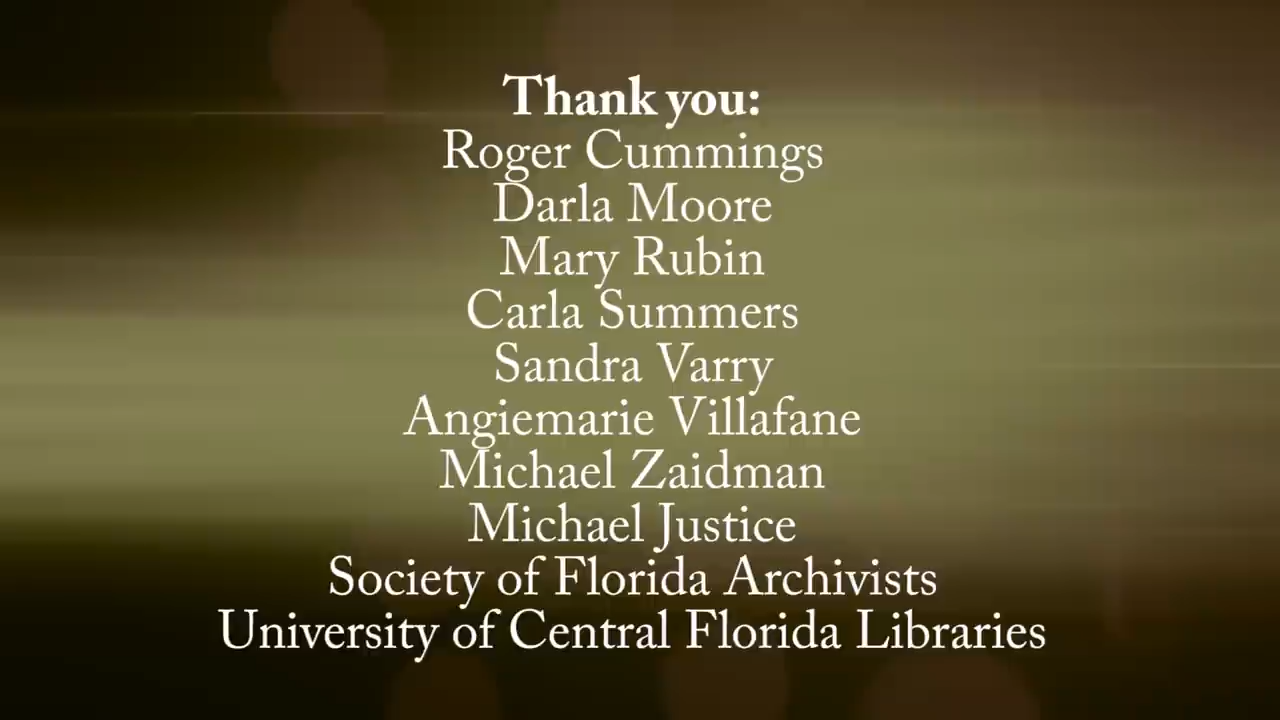 Thank you:
Roger Cummings
Darla Moore
Mary Rubin
Carla Summers
Sandra Varry
Angiemarie Villafane
Michael Zaidman
Michael Justice
Society of Florida Archivists
University of Central Florida Libraries